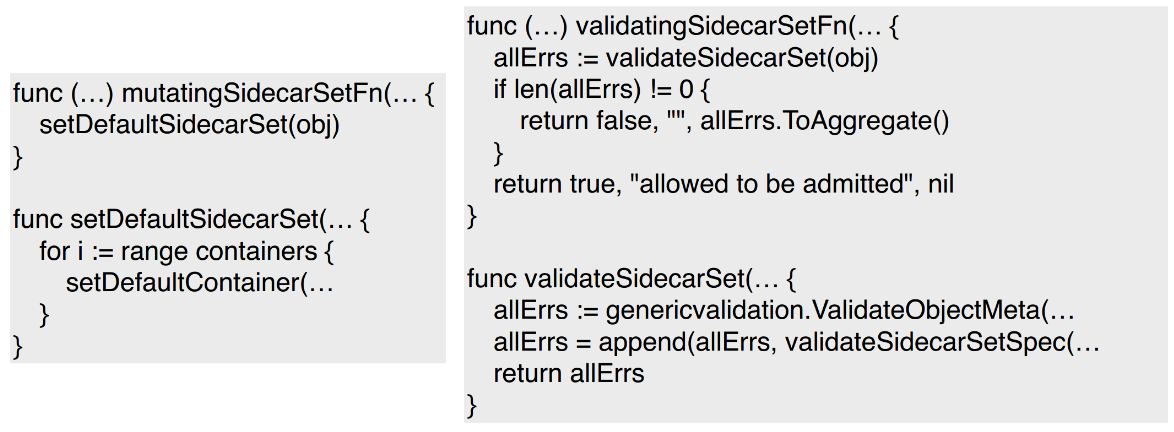 func (…) mutatingSidecarSetFn(… {
    setDefaultSidecarSet(obj)
}

func setDefaultSidecarSet(… {
    for i := range containers {
        setDefaultContainer(…
    }
}

func (…) validatingSidecarSetFn(… {
    allErrs := validateSidecarSet(obj)
    if len(allErrs) != 0 {
        return false, "", allErrs.ToAggregate()
    }
    return true, "allowed to be admitted", nil
}

func validateSidecarSet(… {
    allErrs := genericvalidation.ValidateObjectMeta(…
    allErrs = append(allErrs, validateSidecarSetSpec(…
    return allErrs
}